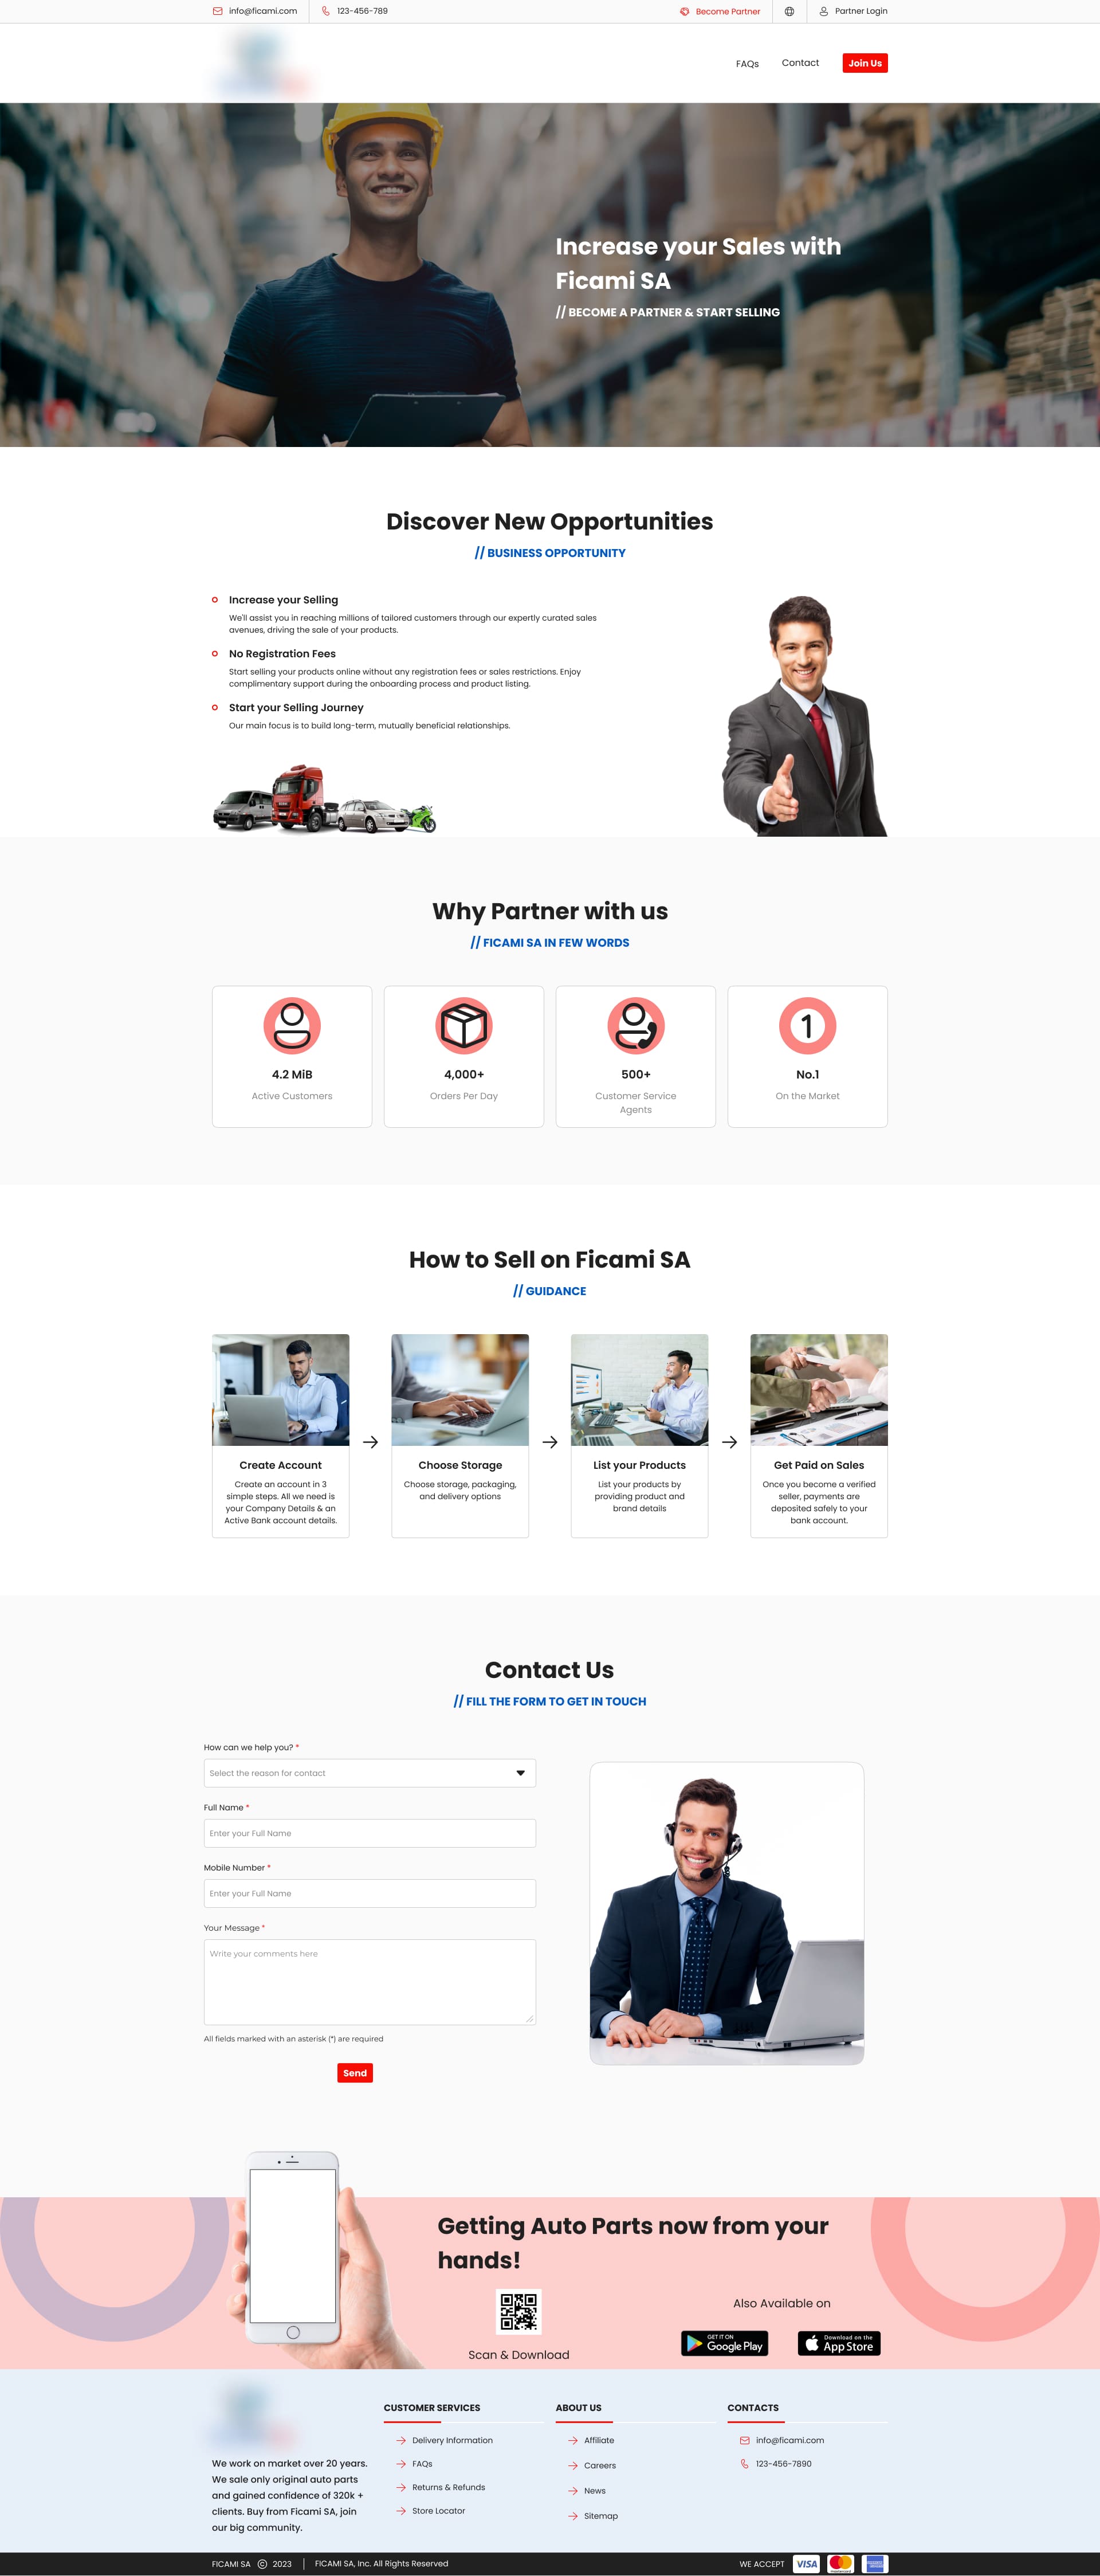 info@ficami.com
123-456-789
Become Partner
Partner Login
FAQs
Contact
Join Us
Increase your Sales with
Ficami SA
// BECOME A PARTNER & START SELLING
Discover New Opportunities
// BUSINESS OPPORTUNITY
Increase your Selling
We'll assist you in reaching millions of tailored customers through our expertly curated sales
avenues, driving the sale of your products.
No Registration Fees
Start selling your products online without any registration fees or sales restrictions. Enjoy
complimentary support during the onboarding process and product listing.
Start your Selling Journey
Our main focus is to build long-term, mutually beneficial relationships.
Why Partner with us
// FICAMI SA IN FEW WORDS
4.2 MiB
Active Customers
4,000+
Orders Per Day
500+
Customer Service
Agents
1
No.1
On the Market
How to Sell on Ficami SA
// GUIDANCE
Create Account
Create an account in 3
simple steps. All we need is
your Company Details & an
Active Bank account details.
Choose Storage
Choose storage, packaging,
and delivery options
List your Products
List your products by
providing product and
brand details
Get Paid on Sales
Once you become a verified
seller, payments are
deposited safely to your
bank account.
Contact Us
// FILL THE FORM TO GET IN TOUCH
How can we help you? *
Select the reason for contact
Full Name *
Enter your Full Name
Mobile Number *
Enter your Full Name
Your Message *
Write your comments here
All fields marked with an asterisk (*) are required
Send
Getting Auto Parts now from your
hands!
Scan & Download
Also Available on
GET IT ON
Google Play
Download on the
App Store
We work on market over 20 years.
We sale only original auto parts
and gained confidence of 320k +
clients. Buy from Ficami SA, join
our big community.
CUSTOMER SERVICES
Delivery Information
FAQs
Returns & Refunds
Store Locator
ABOUT US
Affiliate
Careers
News
Sitemap
CONTACTS
info@ficami.com
123-456-7890
FICAMI SA © 2023
FICAMI SA, Inc. All Rights Reserved
WE ACCEPT
VISA